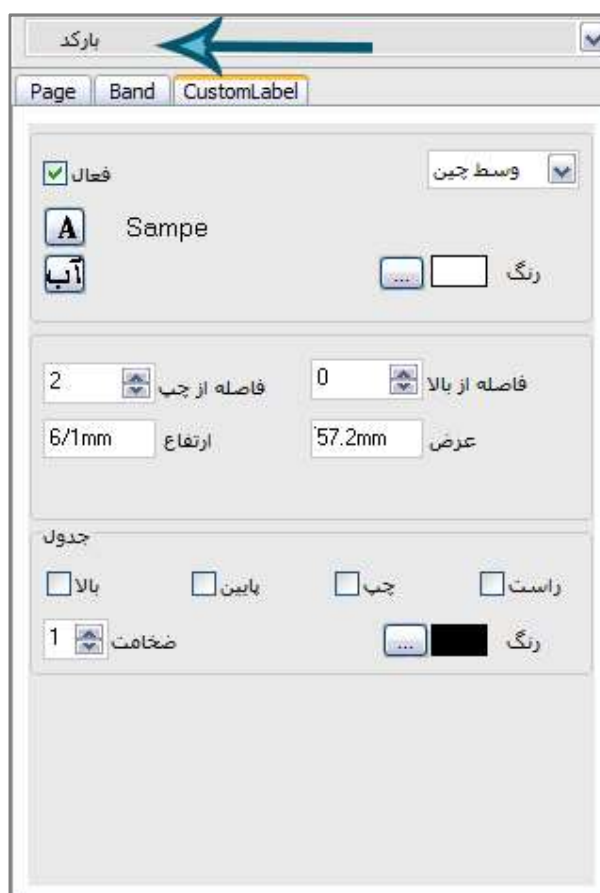 بارکد
Page Band CustomLabel
فعال وسط چین
A Sampe
آب ... رنگ
2 فاصله از چپ 0 فاصله از بالا
6/1mm ارتفاع 57.2mm عرض
جدول
بالا پایین چپ راست
1 ضخامت ... رنگ